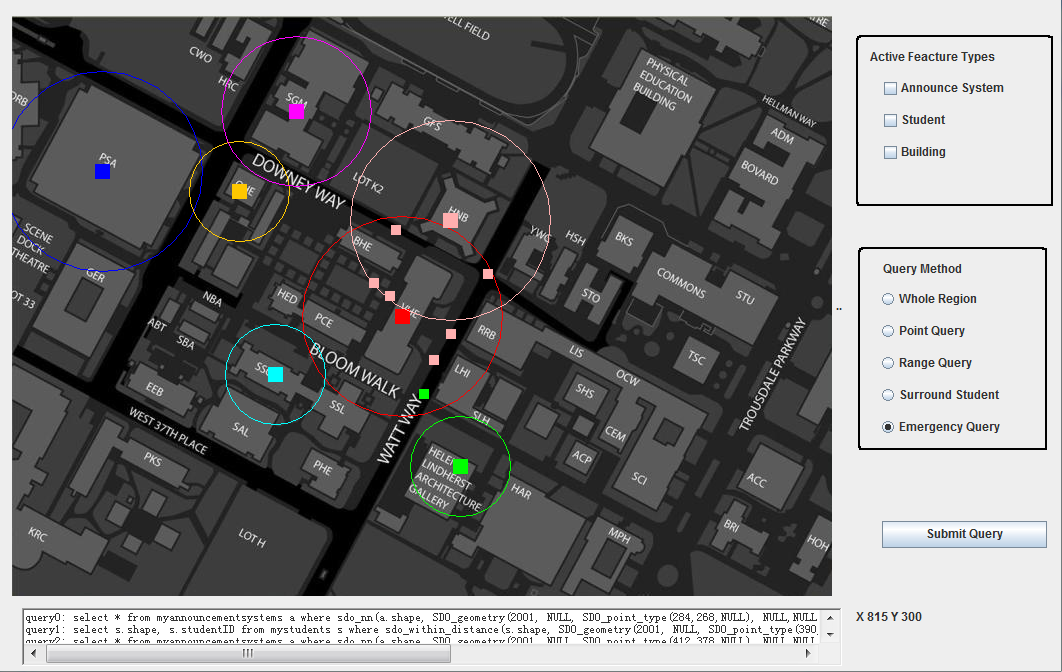 ELL FIELD
CWO
HRC
PHYSICAL
EDUCATION
BUILDING
HELLMAN WAY
ADM
BOVARD
SGM
GFS
PSA
DOWNEY WAY
LOT K2
HNB
YWC
HSH
BKS
SCENE
DOCK
THEATRE
GER
BHE
COMMONS
STU
STO
OT 33
NBA
HED
PCE
VHE
ABT
SBA
RRB
LIS
TSC
OCW
TROUSDALE PARKWAY
BLOOM WALK
LHI
EEB
SHS
SSL
SLH
WATT WAY
WEST 37TH PLACE
SAL
CEM
PKS
PHE
ACP
SCI
ACC
LINDHERST
ARCHITECTURE
GALLERY
HAR
KRC
LOT H
MPH
BRI
HOH
Active Feacture Types
Announce System
Student
Building
Query Method
Whole Region
Point Query
Range Query
Surround Student
Emergency Query
Submit Query
X 815 Y 300
query0: select * from myannouncementsystems a where sdo_nn(a.shape, SDO_geometry(2001, NULL, SDO_point_type(284,268,NULL), NULL,NULL
query1: select s.shape, s.studentID from mystudents s where sdo_within_distance(s.shape, SDO_geometry(2001, NULL, SDO_point_type(390
query2: select * from myannouncementsystems a where sdo_nn(a.shape, SDO_geometry(2001, NULL, SDO_point_type(412,378,NULL), NULL,NULL